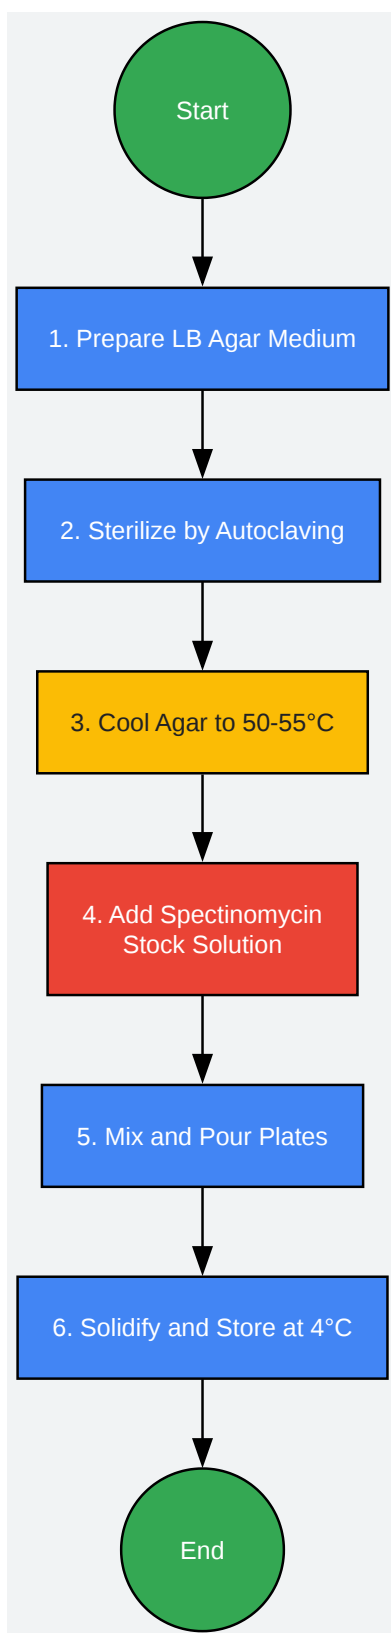 Start
1. Prepare LB Agar Medium
2. Sterilize by Autoclaving
3. Cool Agar to 50-55°C
4. Add Spectinomycin
Stock Solution
5. Mix and Pour Plates
6. Solidify and Store at 4°C
End